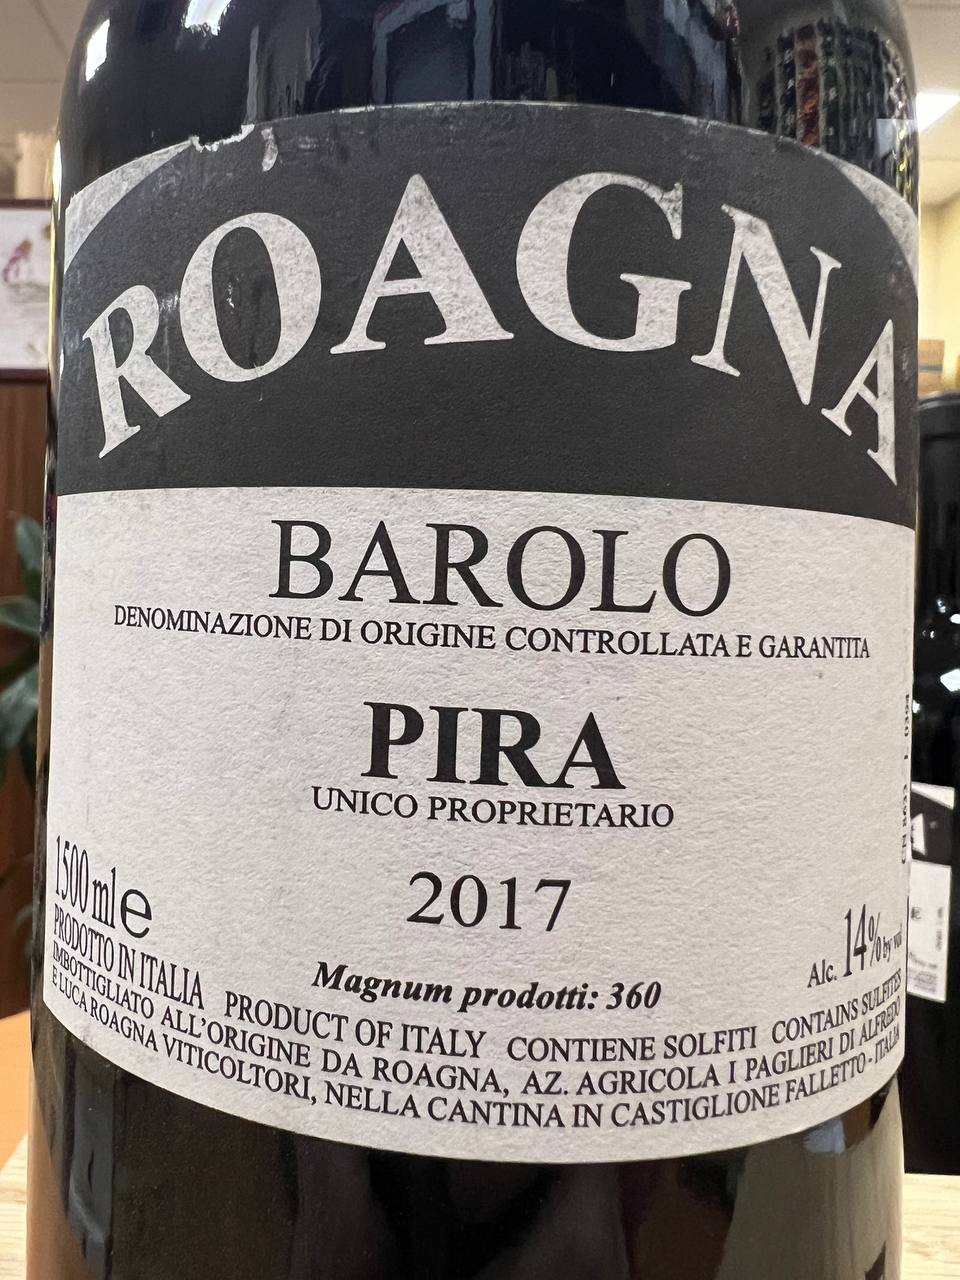 ROAGNA
BAROLO
DENOMINAZIONE DI ORIGINE CONTROLLATA E GARANTITA
PIRA
UNICO PROPRIETARIO
2017
1500 ml e
Alc. 14% by vol
Magnum prodotti: 360
PRODOTTO IN ITALIA PRODUCT OF ITALY CONTIENE SOLFITI CONTAINS SULFITES
IMBOTTIGLIATO ALL'ORIGINE DA ROAGNA, AZ. AGRICOLA I PAGLIERI DI ALFREDO
E LUCA ROAGNA VITICOLTORI, NELLA CANTINA IN CASTIGLIONE FALLETTO - ITALIA